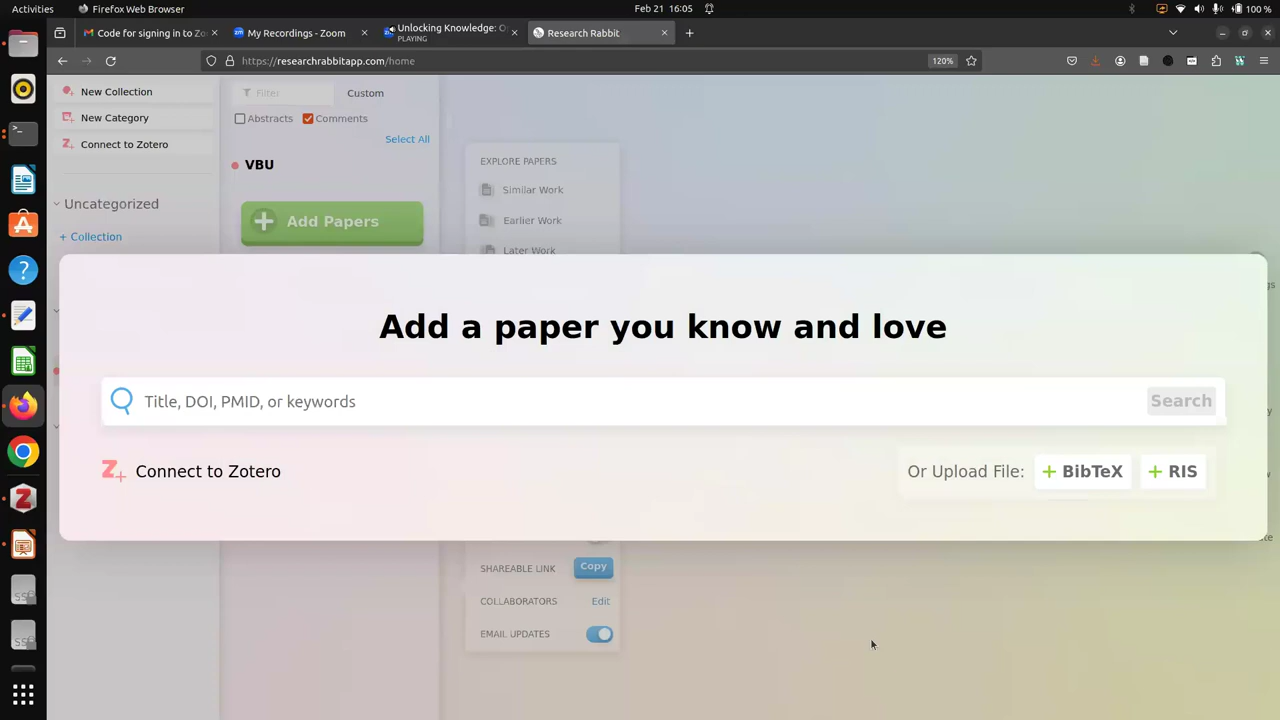 Activities
Firefox Web Browser
Feb 21 16:05
100 %
Code for signing in to Zo
My Recordings - Zoom
Unlocking Knowledge: O
PLAYING
Research Rabbit
https://researchrabbitapp.com/home
120%
New Collection
New Category
Connect to Zotero
Uncategorized
+ Collection
Filter
Custom
Abstracts
Comments
Select All
VBU
Add Papers
EXPLORE PAPERS
Similar Work
Earlier Work
Later Work
Add a paper you know and love
Title, DOI, PMID, or keywords
Search
Connect to Zotero
Or Upload File:
+ BibTeX
+ RIS
SHAREABLE LINK
Copy
COLLABORATORS
Edit
EMAIL UPDATES